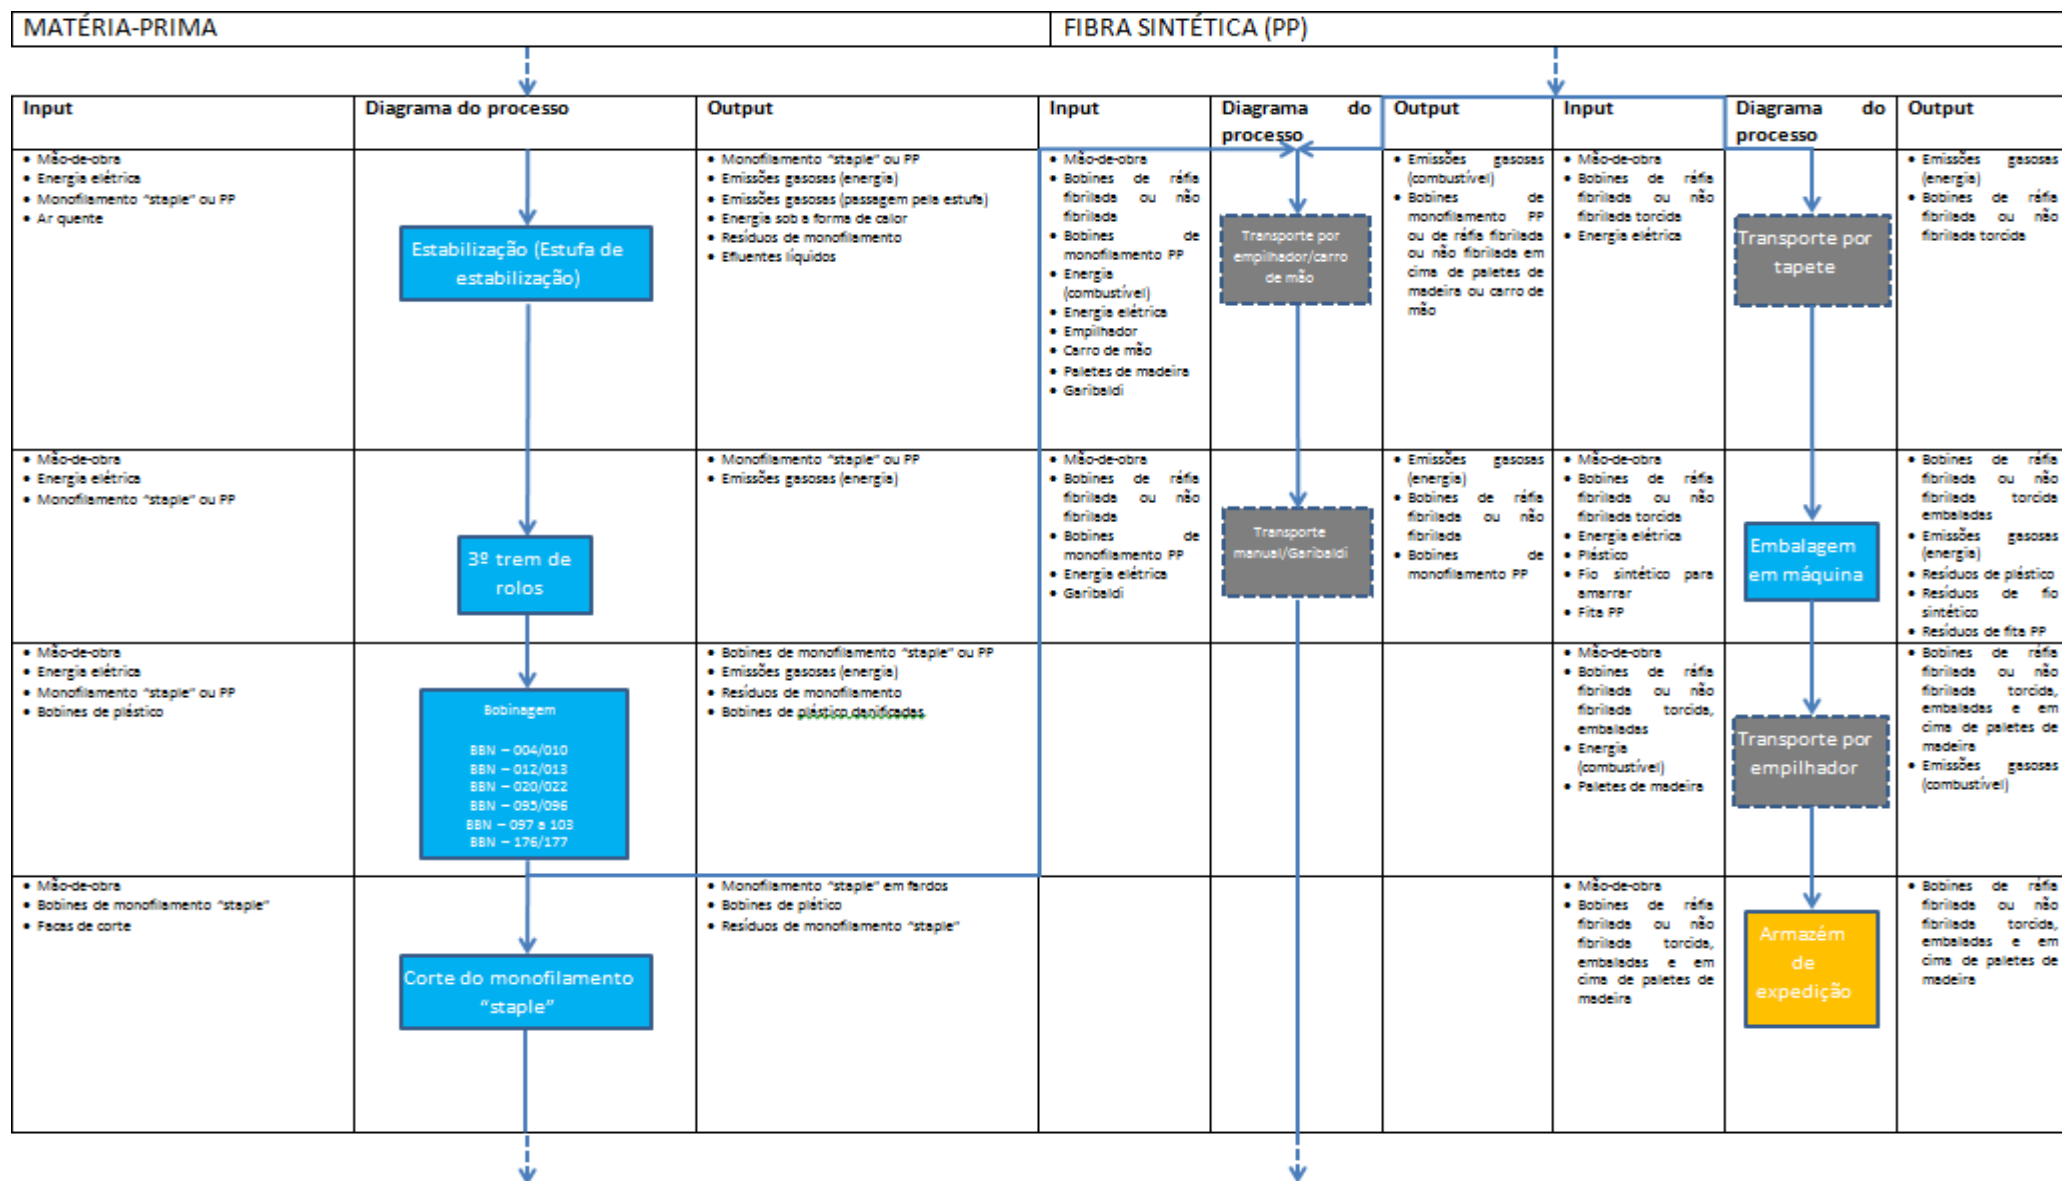 MATÉRIA-PRIMA
FIBRA SINTÉTICA (PP)
Input
Diagrama do processo
Output
Input
Diagrama do
processo
Output
Input
Diagrama do
processo
Output
• Mão-de-obra
• Energia elétrica
• Monofilamento “staple” ou PP
• Ar quente
Estabilização (Estufa de
estabilização)
• Monofilamento “staple” ou PP
• Emissões gasosas (energia)
• Emissões gasosas (passagem pela estufa)
• Energia sob a forma de calor
• Resíduos de monofilamento
• Efluentes líquidos
• Mão-de-obra
• Bobines de ráfia
fibrilada ou não
fibrilada
• Bobines de
monofilamento PP
• Energia
(combustível)
• Energia elétrica
• Empilhador
• Carro de mão
• Paletes de madeira
• Garibaldi
Transporte por
empilhador/carro
de mão
• Emissões gasosas
(combustível)
• Bobines de
monofilamento PP
ou de ráfia fibrilada
ou não fibrilada em
cima de paletes de
madeira ou carro de
mão
• Mão-de-obra
• Bobines de ráfia
fibrilada ou não
fibrilada torcida
• Energia elétrica
Transporte por
tapete
• Emissões gasosas
(energia)
• Bobines de ráfia
fibrilada ou não
fibrilada torcida
• Mão-de-obra
• Energia elétrica
• Monofilamento “staple” ou PP
3º trem de
rolos
• Monofilamento “staple” ou PP
• Emissões gasosas (energia)
• Mão-de-obra
• Bobines de ráfia
fibrilada ou não
fibrilada
• Bobines de
monofilamento PP
• Energia elétrica
• Garibaldi
Transporte
manual/Garibaldi
• Emissões gasosas
(energia)
• Bobines de ráfia
fibrilada ou não
fibrilada
• Bobines de
monofilamento PP
• Mão-de-obra
• Bobines de ráfia
fibrilada ou não
fibrilada torcida
• Energia elétrica
• Plástico
• Fio sintético para
amarrar
• Fita PP
Embalagem
em máquina
• Bobines de ráfia
fibrilada ou não
fibrilada torcida
embaladas
• Emissões gasosas
(energia)
• Resíduos de plástico
• Resíduos de fio
sintético
• Resíduos de fita PP
• Mão-de-obra
• Energia elétrica
• Monofilamento “staple” ou PP
• Bobines de plástico
Bobinagem
BBN – 004/010
BBN – 012/013
BBN – 020/022
BBN – 095/096
BBN – 097 a 103
BBN – 176/177
• Bobines de monofilamento “staple” ou PP
• Emissões gasosas (energia)
• Resíduos de monofilamento
• Bobines de plástico danificadas
• Mão-de-obra
• Bobines de ráfia
fibrilada ou não
fibrilada torcida,
embaladas
• Energia
(combustível)
• Paletes de madeira
Transporte por
empilhador
• Bobines de ráfia
fibrilada ou não
fibrilada torcida,
embaladas e em
cima de paletes de
madeira
• Emissões gasosas
(combustível)
• Mão-de-obra
• Bobines de monofilamento “staple”
• Facas de corte
Corte do monofilamento
“staple”
• Monofilamento “staple” em fardos
• Bobines de plático
• Resíduos de monofilamento “staple”
• Mão-de-obra
• Bobines de ráfia
fibrilada ou não
fibrilada torcida,
embaladas e em
cima de paletes de
madeira
Armazém
de
expedição
• Bobines de ráfia
fibrilada ou não
fibrilada torcida,
embaladas e em
cima de paletes de
madeira